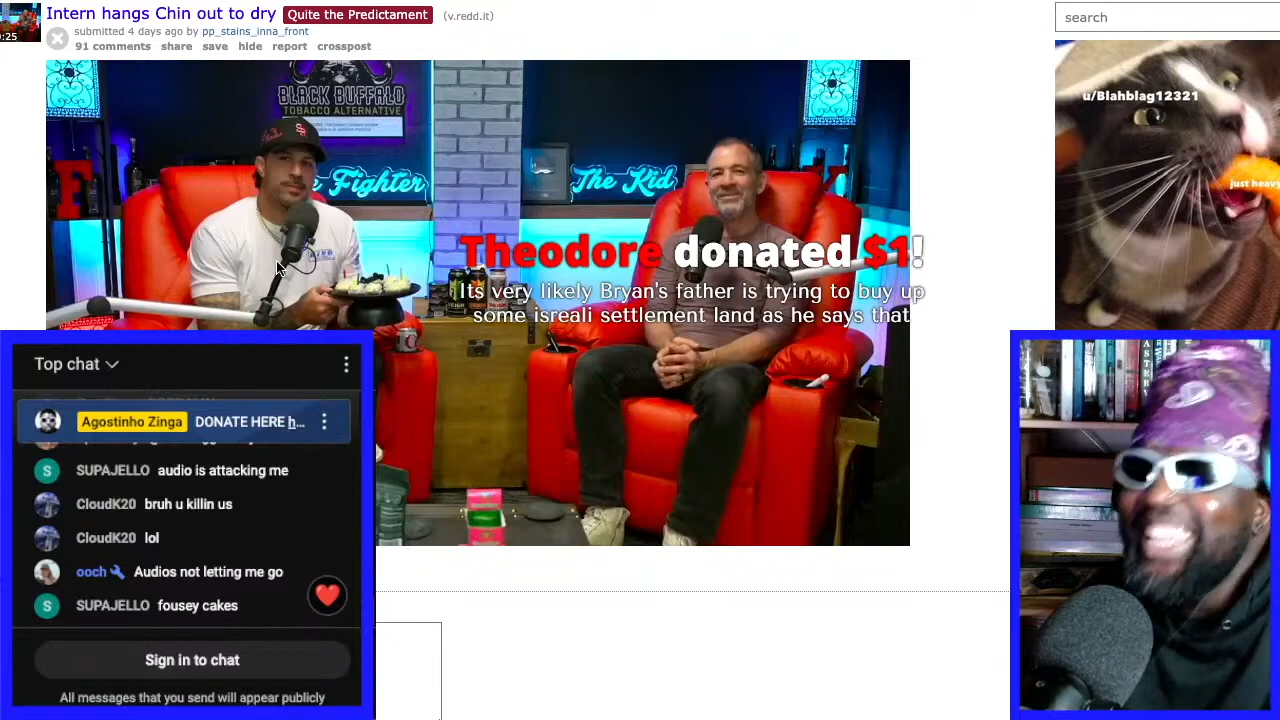 Intern hangs Chin out to dry Quite the Predictament (v.redd.it)
submitted 4 days ago by pp_stains_inna_front
91 comments share save hide report crosspost
:25
search
u/Blahblag12321
just heavy
BLACK BUFFALO
TOBACCO ALTERNATIVE
e Fighter
The Kid
Theodore donated $1!
Its very likely Bryan's father is trying to buy up
some isreali settlement land as he says that
Top chat
Agostinho Zinga DONATE HERE h...
S SUPAJELLO audio is attacking me
CloudK20 bruh u killin us
CloudK20 lol
ooch Audios not letting me go
S SUPAJELLO fousey cakes
Sign in to chat
All messages that you send will appear publicly